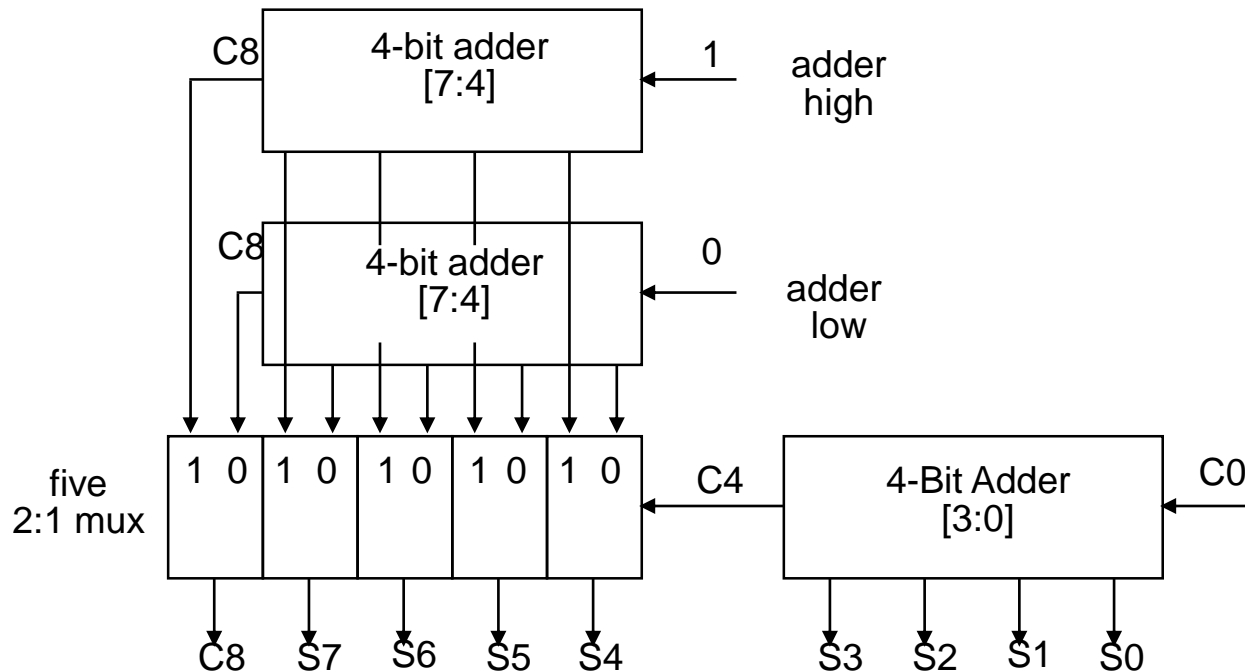 C8
4-bit adder
[7:4]
1
adder
high
C8
4-bit adder
[7:4]
0
adder
low
five
2:1 mux
1 0 1 0 1 0 1 0 1 0
C4
4-Bit Adder
[3:0]
C0
C8 S7 S6 S5 S4 S3 S2 S1 S0